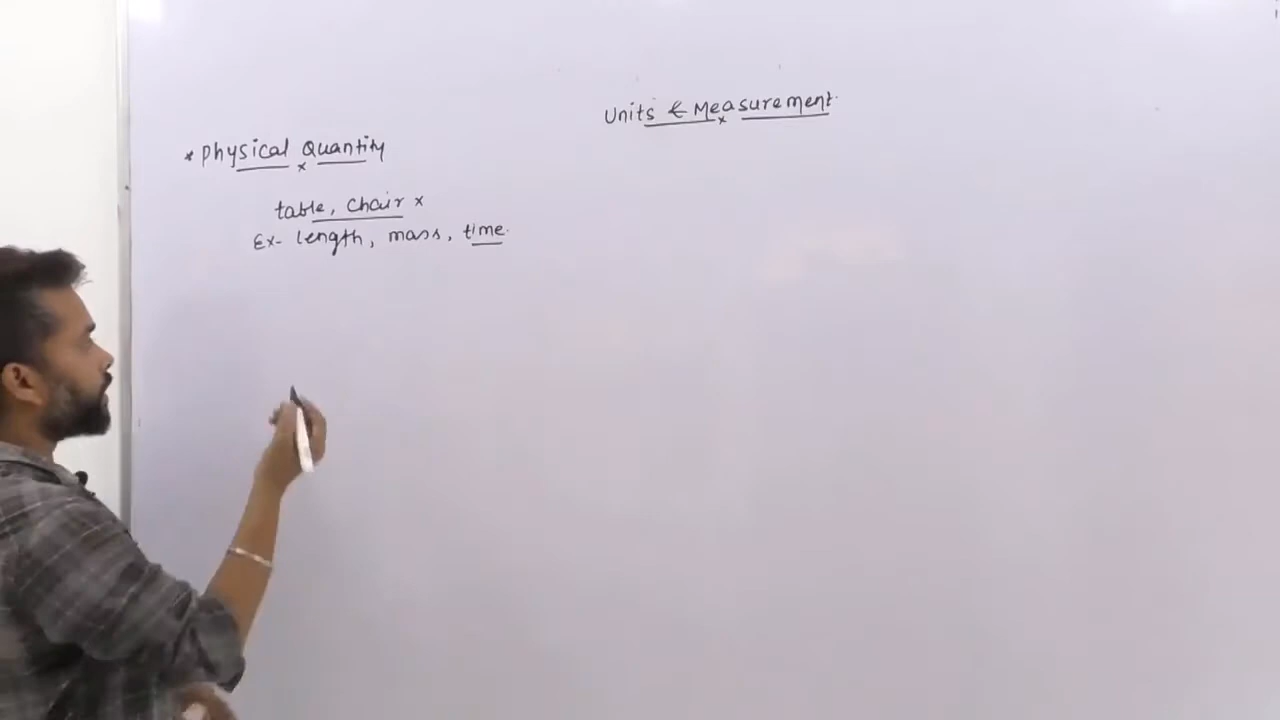 Units & Measurement
* Physical Quantity
table, chair x
Ex- length, mass, time.